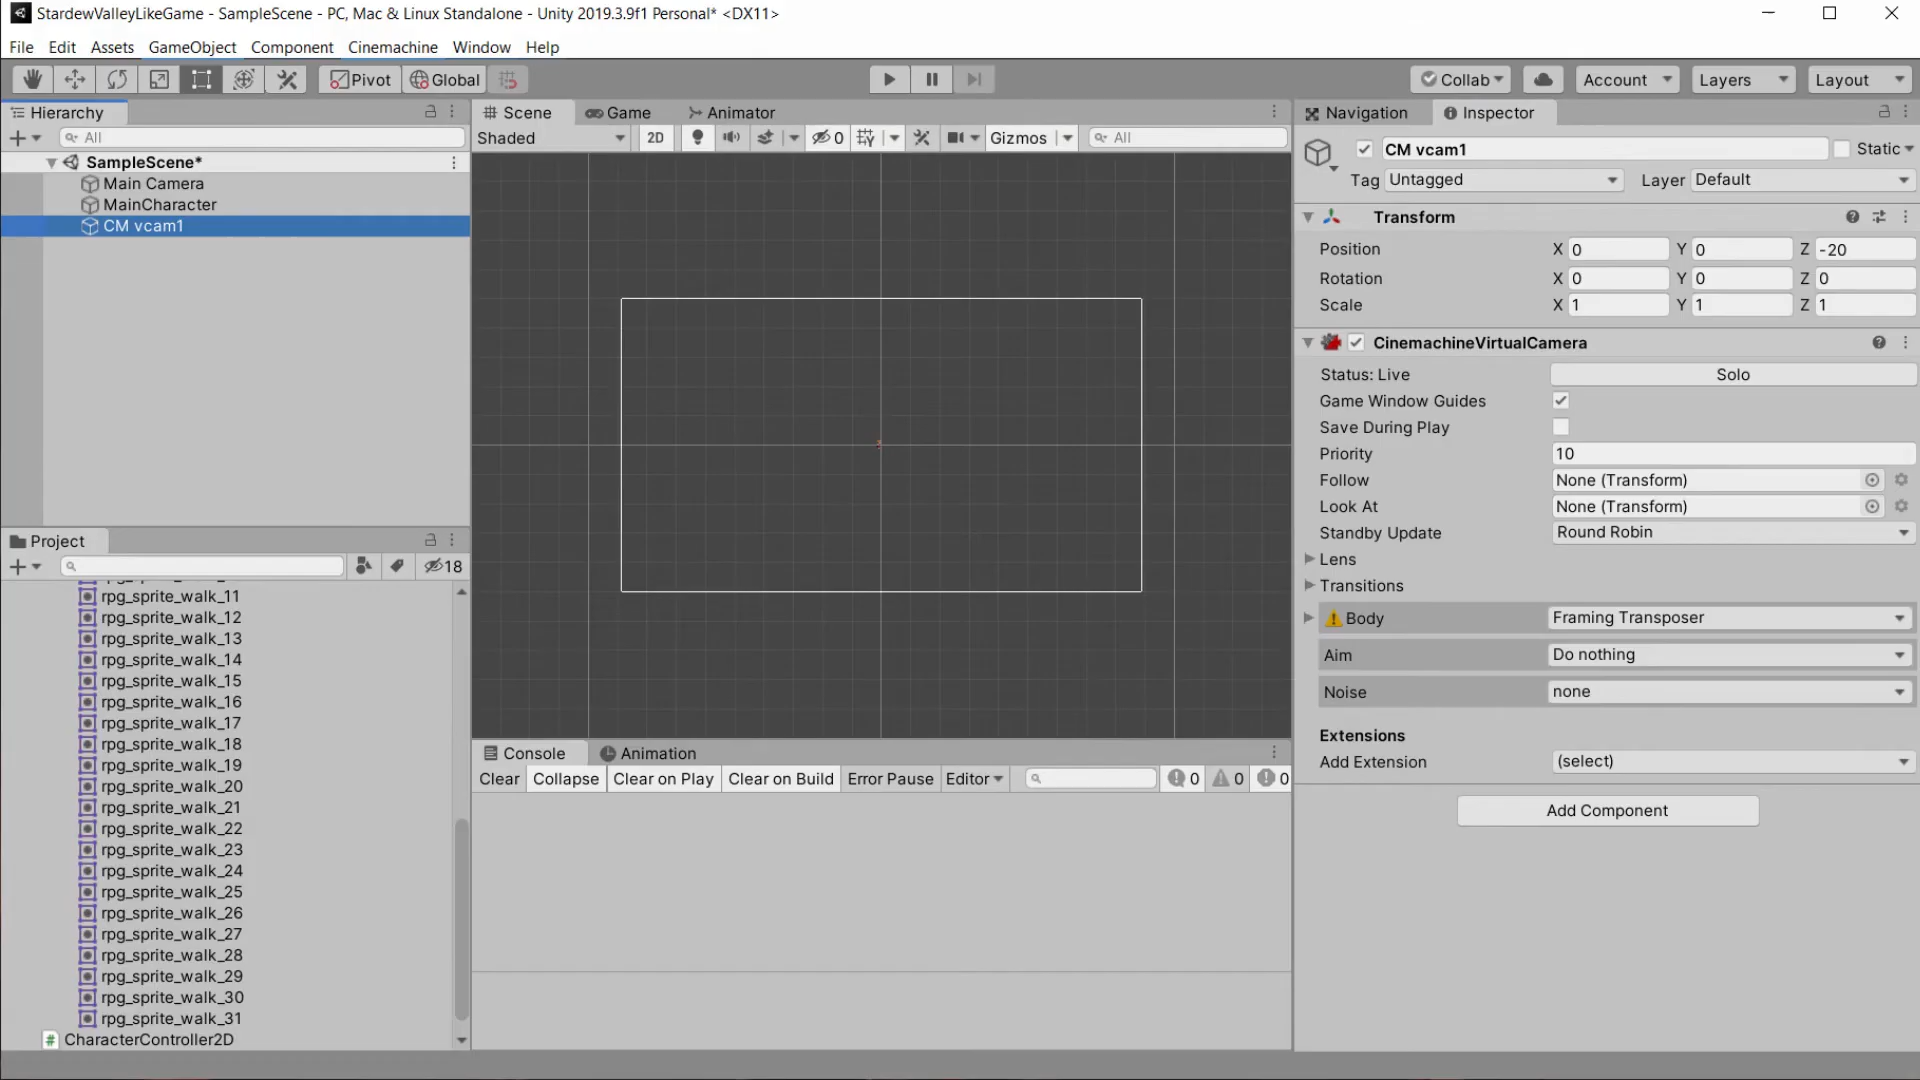 StardewValleyLikeGame - SampleScene - PC, Mac & Linux Standalone - Unity 2019.3.9f1 Personal* <DX11>
File Edit Assets GameObject Component Cinemachine Window Help
Pivot Global Collab Account Layers Layout
Hierarchy
All
SampleScene*
Main Camera
MainCharacter
CM vcam1
Scene Game Animator
Shaded 2D 0 Gizmos All
Project
18
rpg_sprite_walk_11
rpg_sprite_walk_12
rpg_sprite_walk_13
rpg_sprite_walk_14
rpg_sprite_walk_15
rpg_sprite_walk_16
rpg_sprite_walk_17
rpg_sprite_walk_18
rpg_sprite_walk_19
rpg_sprite_walk_20
rpg_sprite_walk_21
rpg_sprite_walk_22
rpg_sprite_walk_23
rpg_sprite_walk_24
rpg_sprite_walk_25
rpg_sprite_walk_26
rpg_sprite_walk_27
rpg_sprite_walk_28
rpg_sprite_walk_29
rpg_sprite_walk_30
rpg_sprite_walk_31
CharacterController2D
Console Animation
Clear Collapse Clear on Play Clear on Build Error Pause Editor 0 0 0
Navigation Inspector
CM vcam1 Static
Tag Untagged Layer Default
Transform
Position X 0 Y 0 Z -20
Rotation X 0 Y 0 Z 0
Scale X 1 Y 1 Z 1
CinemachineVirtualCamera
Status: Live Solo
Game Window Guides
Save During Play
Priority 10
Follow None (Transform)
Look At None (Transform)
Standby Update Round Robin
Lens
Transitions
Body Framing Transposer
Aim Do nothing
Noise none
Extensions
Add Extension (select)
Add Component